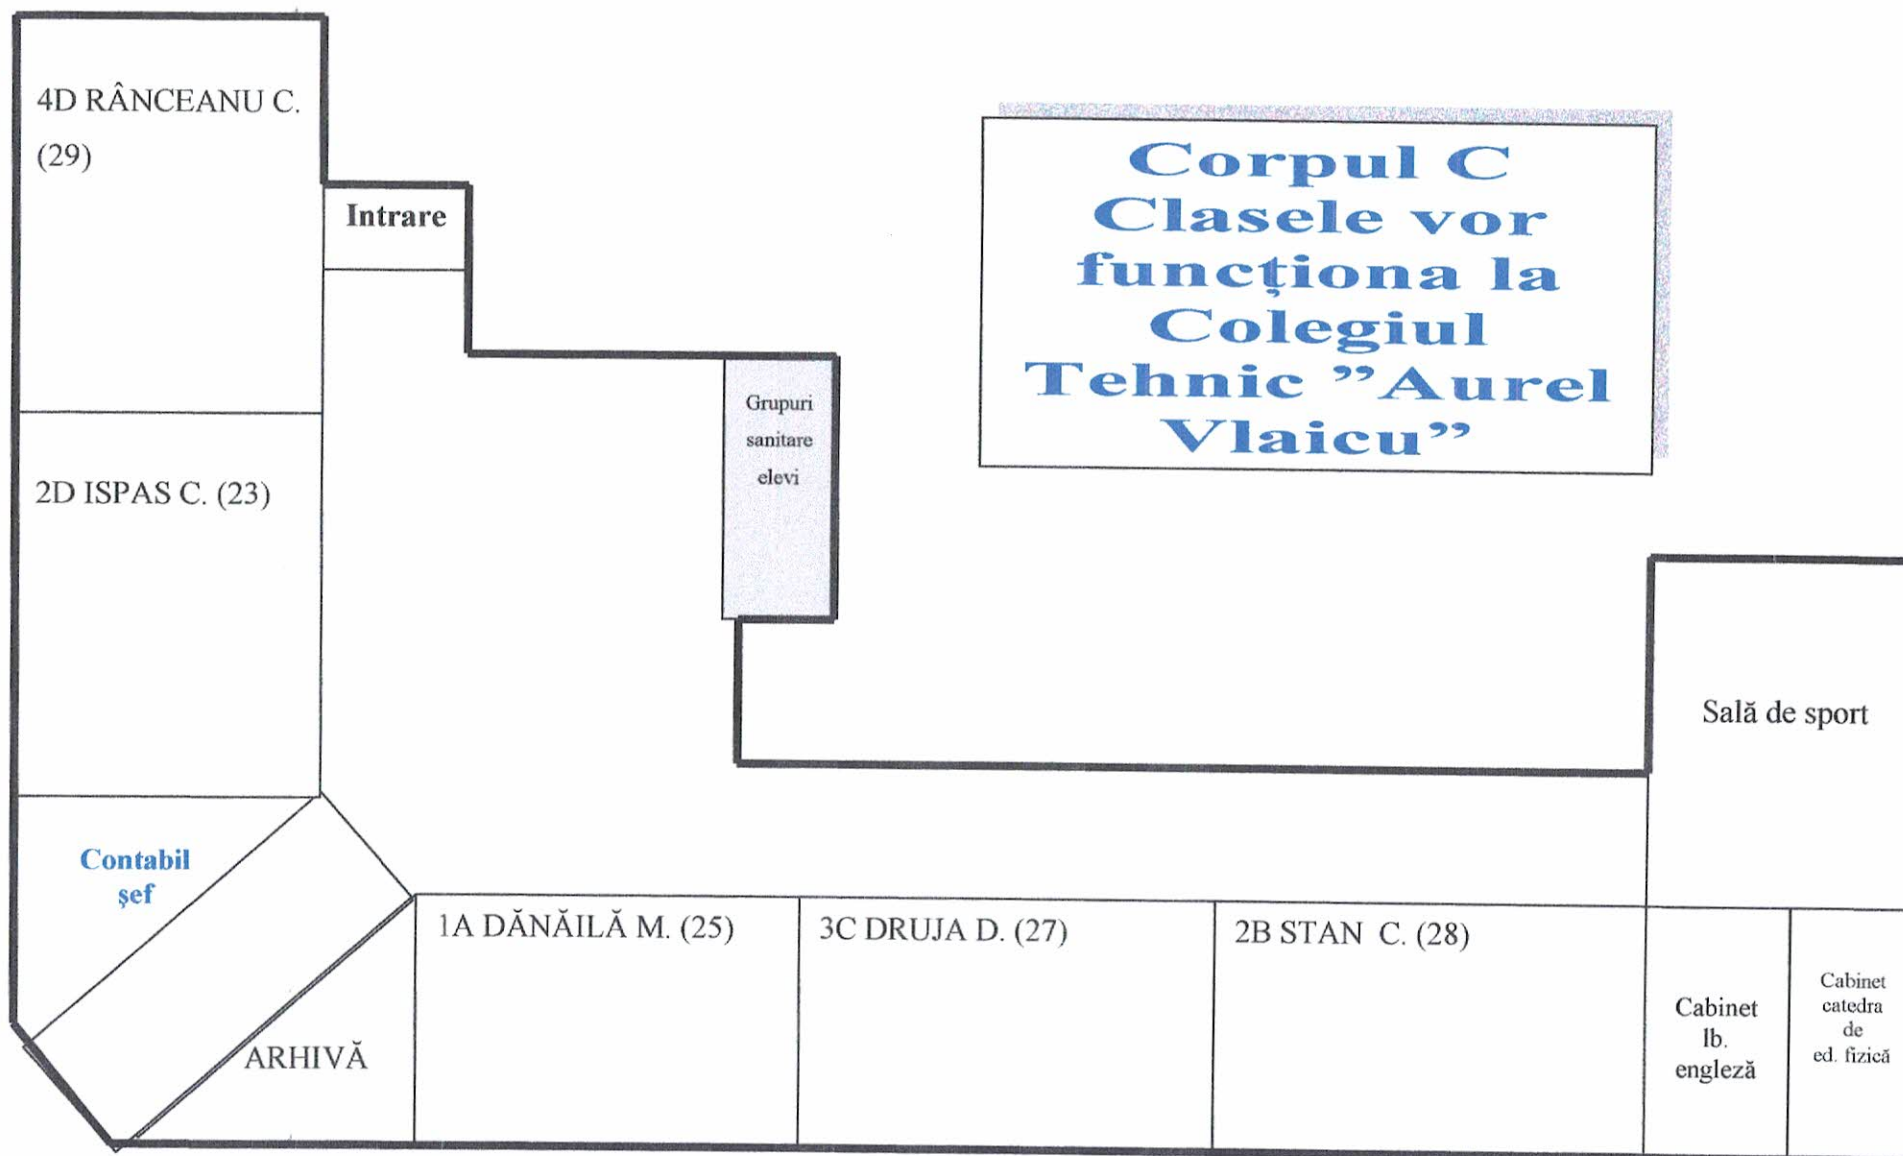 4D RÂNCEANU C.
(29)
Intrare
Corpul C
Clasele vor
funcţiona la
Colegiul
Tehnic ”Aurel
Vlaicu”
Grupuri
sanitare
elevi
2D ISPAS C. (23)
Sală de sport
Contabil
şef
ARHIVĂ
1A DĂNĂILĂ M. (25)
3C DRUJA D. (27)
2B STAN C. (28)
Cabinet
lb.
engleză
Cabinet
catedra
de
ed. fizică